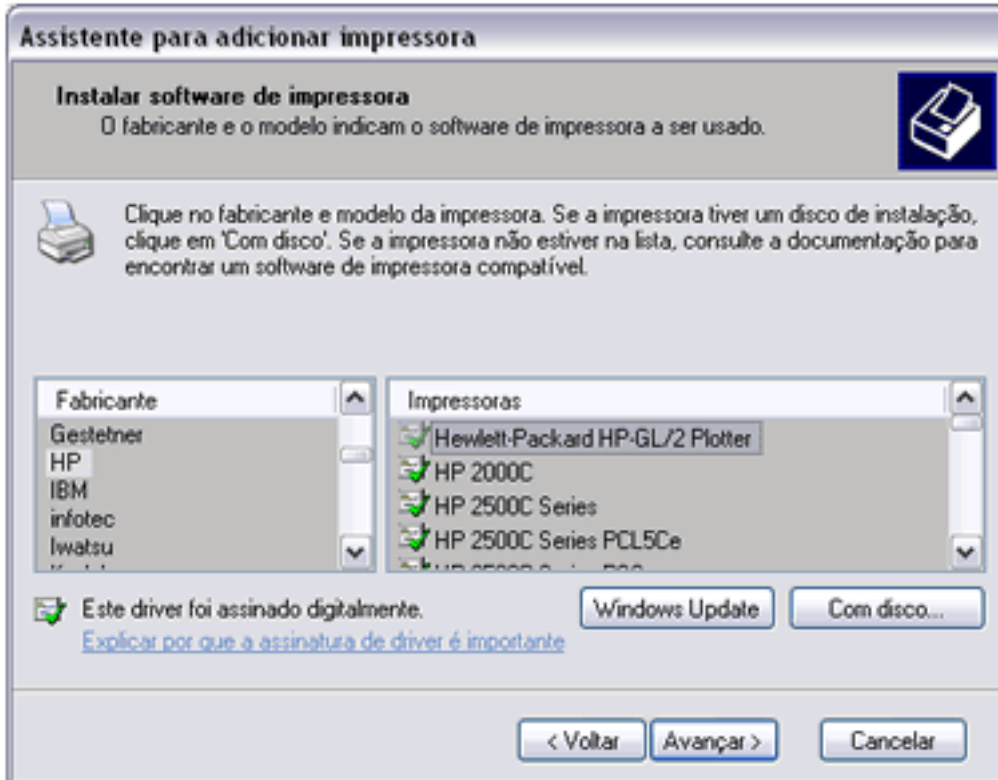 Assistente para adicionar impressora
Instalar software de impressora
O fabricante e o modelo indicam o software de impressora a ser usado.
Clique no fabricante e modelo da impressora. Se a impressora tiver um disco de instalação,
clique em 'Com disco'. Se a impressora não estiver na lista, consulte a documentação para
encontrar um software de impressora compatível.
Fabricante
Gestetner
HP
IBM
infotec
Iwatsu
Impressoras
Hewlett-Packard HP-GL/2 Plotter
HP 2000C
HP 2500C Series
HP 2500C Series PCL5Ce
Este driver foi assinado digitalmente.
Explicar por que a assinatura de driver é importante
Windows Update
Com disco...
< Voltar
Avançar >
Cancelar